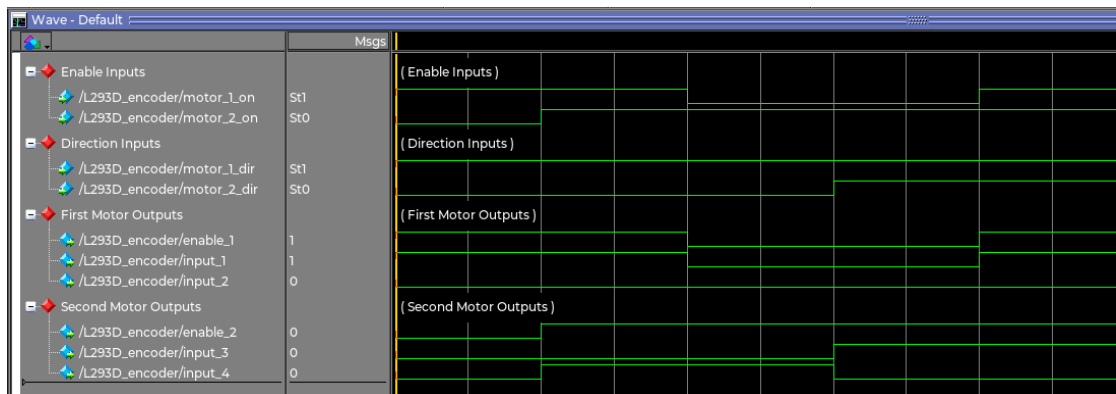 Wave - Default
Msgs
Enable Inputs ( Enable Inputs )
/L293D_encoder/motor_1_on St1
/L293D_encoder/motor_2_on St0
Direction Inputs ( Direction Inputs )
/L293D_encoder/motor_1_dir St1
/L293D_encoder/motor_2_dir St0
First Motor Outputs ( First Motor Outputs )
/L293D_encoder/enable_1 1
/L293D_encoder/input_1 1
/L293D_encoder/input_2 0
Second Motor Outputs ( Second Motor Outputs )
/L293D_encoder/enable_2 0
/L293D_encoder/input_3 0
/L293D_encoder/input_4 0